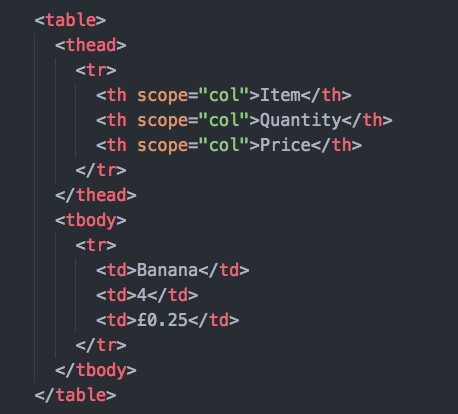 <table>
  <thead>
    <tr>
      <th scope="col">Item</th>
      <th scope="col">Quantity</th>
      <th scope="col">Price</th>
    </tr>
  </thead>
  <tbody>
    <tr>
      <td>Banana</td>
      <td>4</td>
      <td>£0.25</td>
    </tr>
  </tbody>
</table>